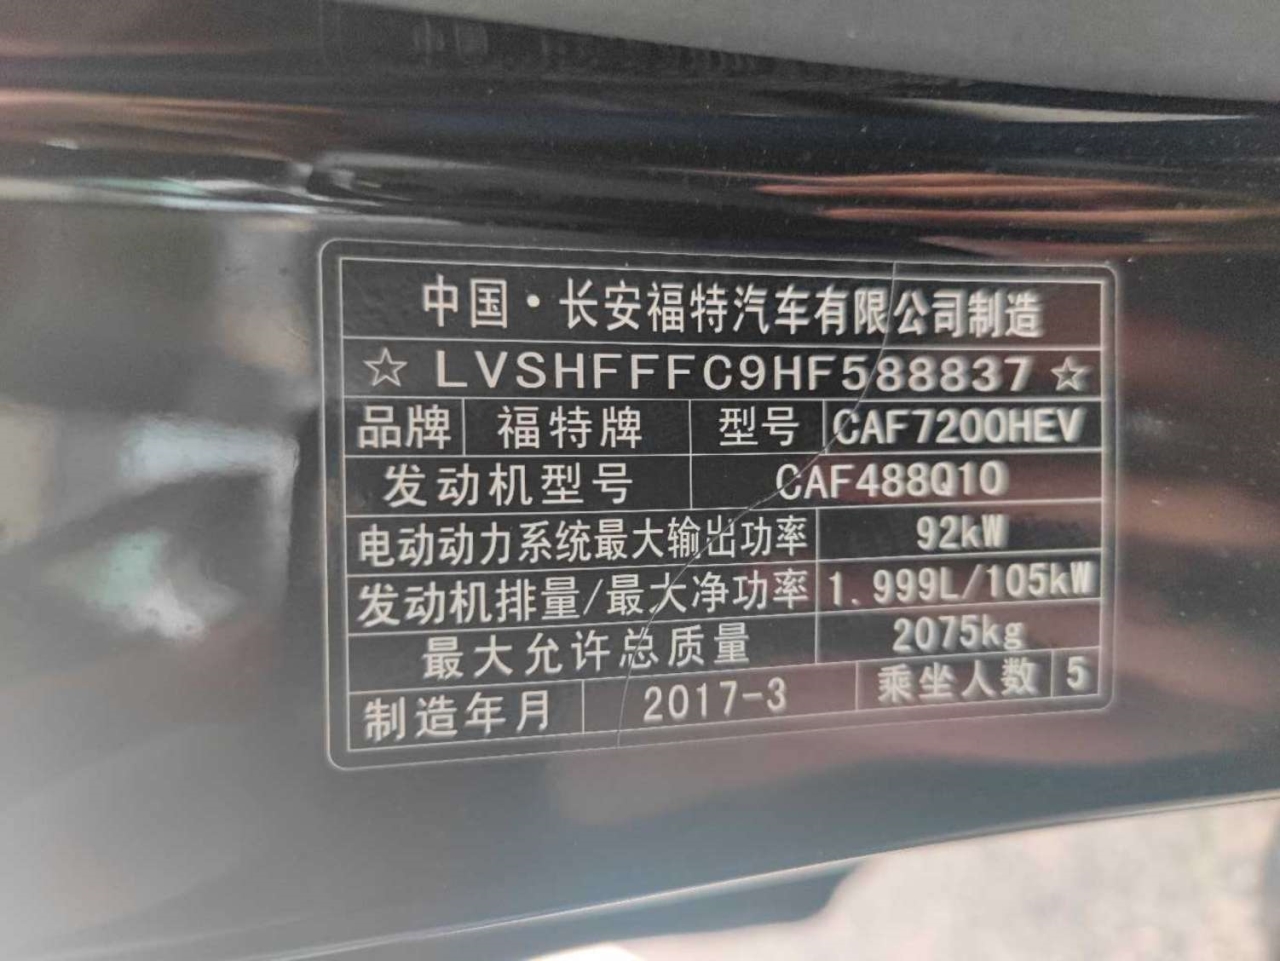 中国·长安福特汽车有限公司制造
☆LVSHFFFC9HF588837☆
品牌 福特牌 型号 CAF7200HEV
发动机型号 CAF488Q10
电动动力系统最大输出功率 92kW
发动机排量/最大净功率 1.999L/105kW
最大允许总质量 2075kg
制造年月 2017-3 乘坐人数 5